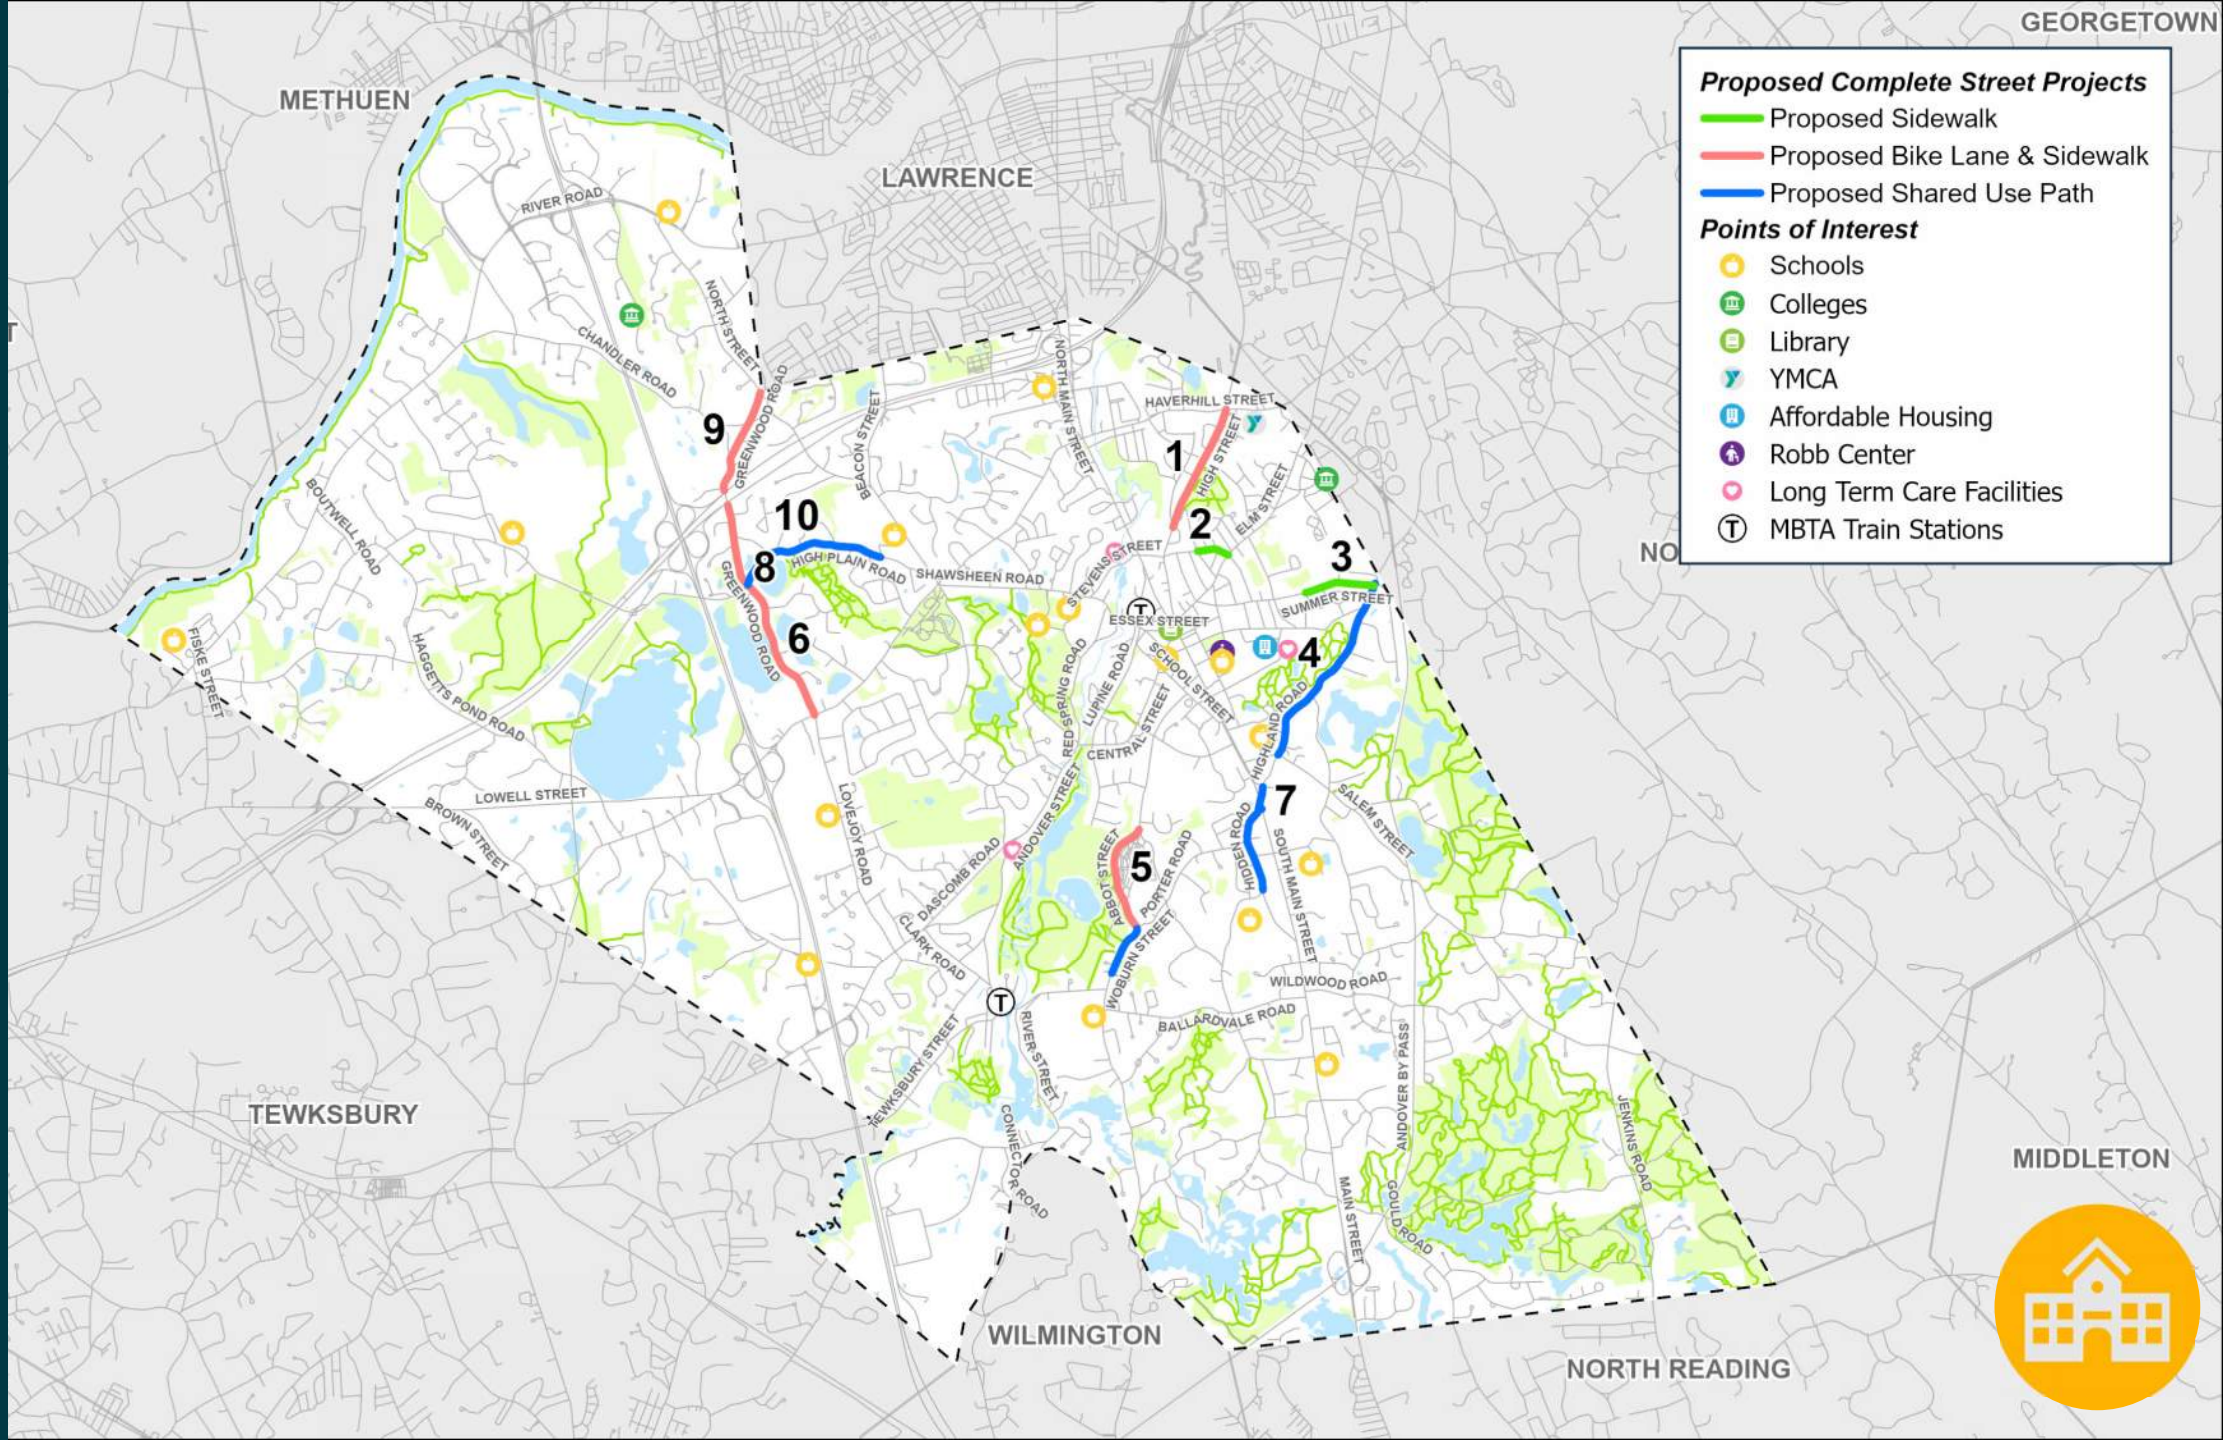 GEORGETOWN
METHUEN
LAWRENCE
Proposed Complete Street Projects
Proposed Sidewalk
Proposed Bike Lane & Sidewalk
Proposed Shared Use Path
Points of Interest
Schools
Colleges
Library
YMCA
Affordable Housing
Robb Center
Long Term Care Facilities
T MBTA Train Stations
T
NO
RIVER ROAD
NORTH STREET
CHANDLER ROAD
GREENWOOD ROAD
9
BEACON STREET
NORTH MAIN STREET
HAVERHILL STREET
1
HIGH STREET
ELM STREET
2
BOUTWELL ROAD
10
8
HIGH PLAIN ROAD
SHAWSHEEN ROAD
STEVENS STREET
3
SUMMER STREET
T
ESSEX STREET
GREENWOOD ROAD
6
FISKE STREET
HAGGETTS POND ROAD
RED SPRING ROAD
LUPINE ROAD
SCHOOL STREET
4
CENTRAL STREET
HIGHLAND ROAD
LOWELL STREET
BROWN STREET
LOVEJOY ROAD
ANDOVER STREET
7
SALEM STREET
HIDDEN ROAD
SOUTH MAIN STREET
ABBOT STREET
5
PORTER ROAD
DASCOMB ROAD
CLARK ROAD
WOBURN STREET
WILDWOOD ROAD
T
RIVER STREET
BALLARDVALE ROAD
TEWKSBURY STREET
ANDOVER BY PASS
TEWKSBURY
CONNECTOR ROAD
JENKINS ROAD
MAIN STREET
GOULD ROAD
MIDDLETON
WILMINGTON
NORTH READING